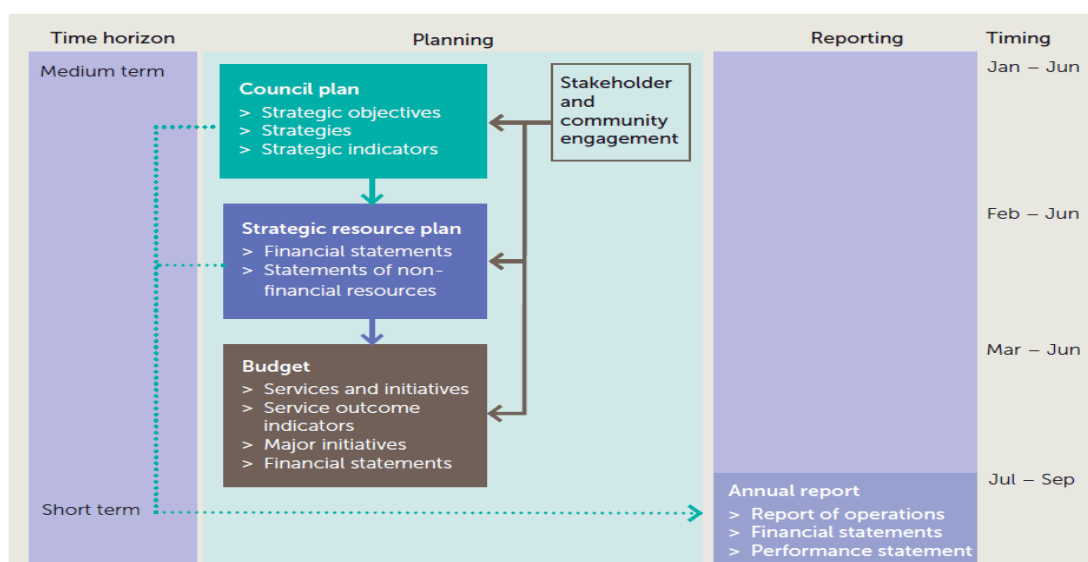 Time horizon
Planning
Reporting
Timing
Medium term
Jan – Jun
Council plan
> Strategic objectives
> Strategies
> Strategic indicators
Stakeholder
and
community
engagement
Feb – Jun
Strategic resource plan
> Financial statements
> Statements of non-
financial resources
Mar – Jun
Budget
> Services and initiatives
> Service outcome
indicators
> Major initiatives
> Financial statements
Jul – Sep
Short term
Annual report
> Report of operations
> Financial statements
> Performance statement